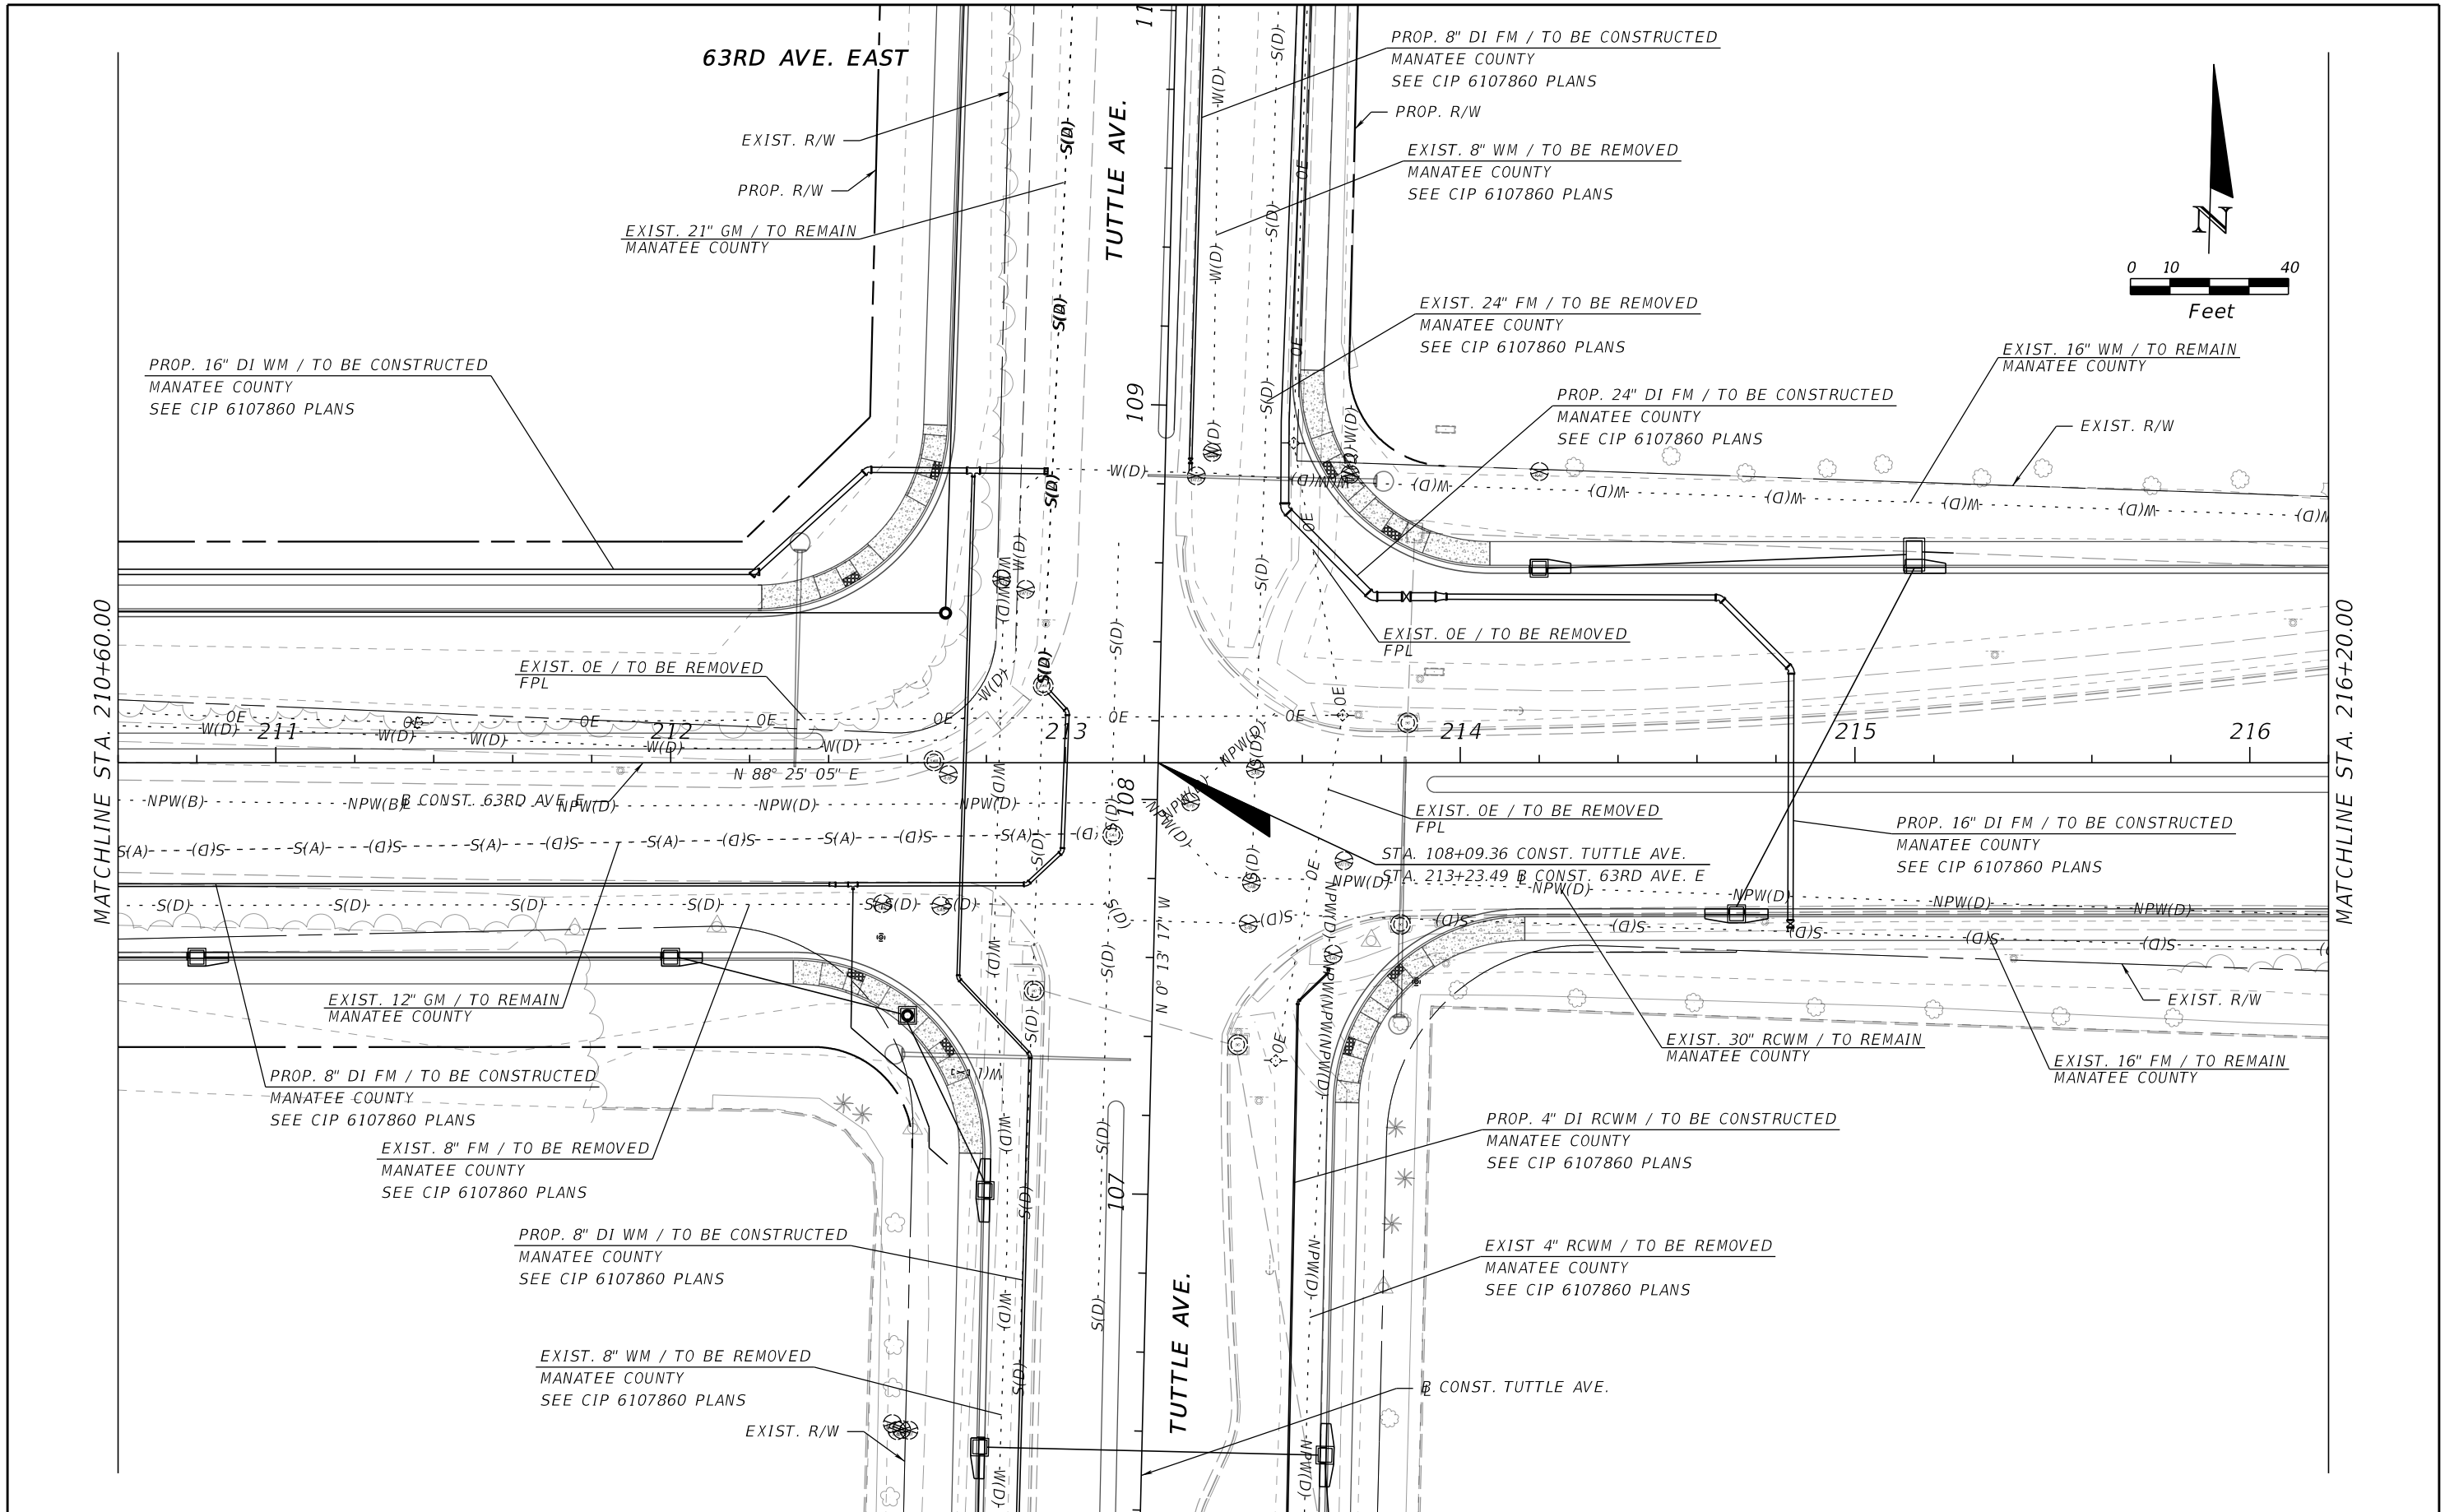 63RD AVE. EAST
TUTTLE AVE.
11
PROP. 8" DI FM / TO BE CONSTRUCTED
MANATEE COUNTY
SEE CIP 6107860 PLANS
PROP. R/W
EXIST. R/W
PROP. R/W
EXIST. 8" WM / TO BE REMOVED
MANATEE COUNTY
SEE CIP 6107860 PLANS
EXIST. 21" GM / TO REMAIN
MANATEE COUNTY
N
0 10 40
Feet
EXIST. 24" FM / TO BE REMOVED
MANATEE COUNTY
SEE CIP 6107860 PLANS
EXIST. 16" WM / TO REMAIN
MANATEE COUNTY
PROP. 16" DI WM / TO BE CONSTRUCTED
MANATEE COUNTY
SEE CIP 6107860 PLANS
109
PROP. 24" DI FM / TO BE CONSTRUCTED
MANATEE COUNTY
SEE CIP 6107860 PLANS
EXIST. R/W
MATCHLINE STA. 210+60.00
MATCHLINE STA. 216+20.00
EXIST. OE / TO BE REMOVED
FPL
EXIST. OE / TO BE REMOVED
FPL
211
212
213
214
215
216
N 88° 25' 05" E
B CONST. 63RD AVE E
108
EXIST. OE / TO BE REMOVED
FPL
STA. 108+09.36 CONST. TUTTLE AVE.
STA. 213+23.49 B CONST. 63RD AVE. E
PROP. 16" DI FM / TO BE CONSTRUCTED
MANATEE COUNTY
SEE CIP 6107860 PLANS
N 0° 13' 17" W
EXIST. 12" GM / TO REMAIN
MANATEE COUNTY
EXIST. R/W
EXIST. 30" RCWM / TO REMAIN
MANATEE COUNTY
EXIST. 16" FM / TO REMAIN
MANATEE COUNTY
PROP. 8" DI FM / TO BE CONSTRUCTED
MANATEE COUNTY
SEE CIP 6107860 PLANS
EXIST. 8" FM / TO BE REMOVED
MANATEE COUNTY
SEE CIP 6107860 PLANS
107
PROP. 4" DI RCWM / TO BE CONSTRUCTED
MANATEE COUNTY
SEE CIP 6107860 PLANS
PROP. 8" DI WM / TO BE CONSTRUCTED
MANATEE COUNTY
SEE CIP 6107860 PLANS
EXIST 4" RCWM / TO BE REMOVED
MANATEE COUNTY
SEE CIP 6107860 PLANS
EXIST. 8" WM / TO BE REMOVED
MANATEE COUNTY
SEE CIP 6107860 PLANS
TUTTLE AVE.
B CONST. TUTTLE AVE.
EXIST. R/W
S(D)
W(D)
OE
NPW(B)
NPW(D)
S(A)